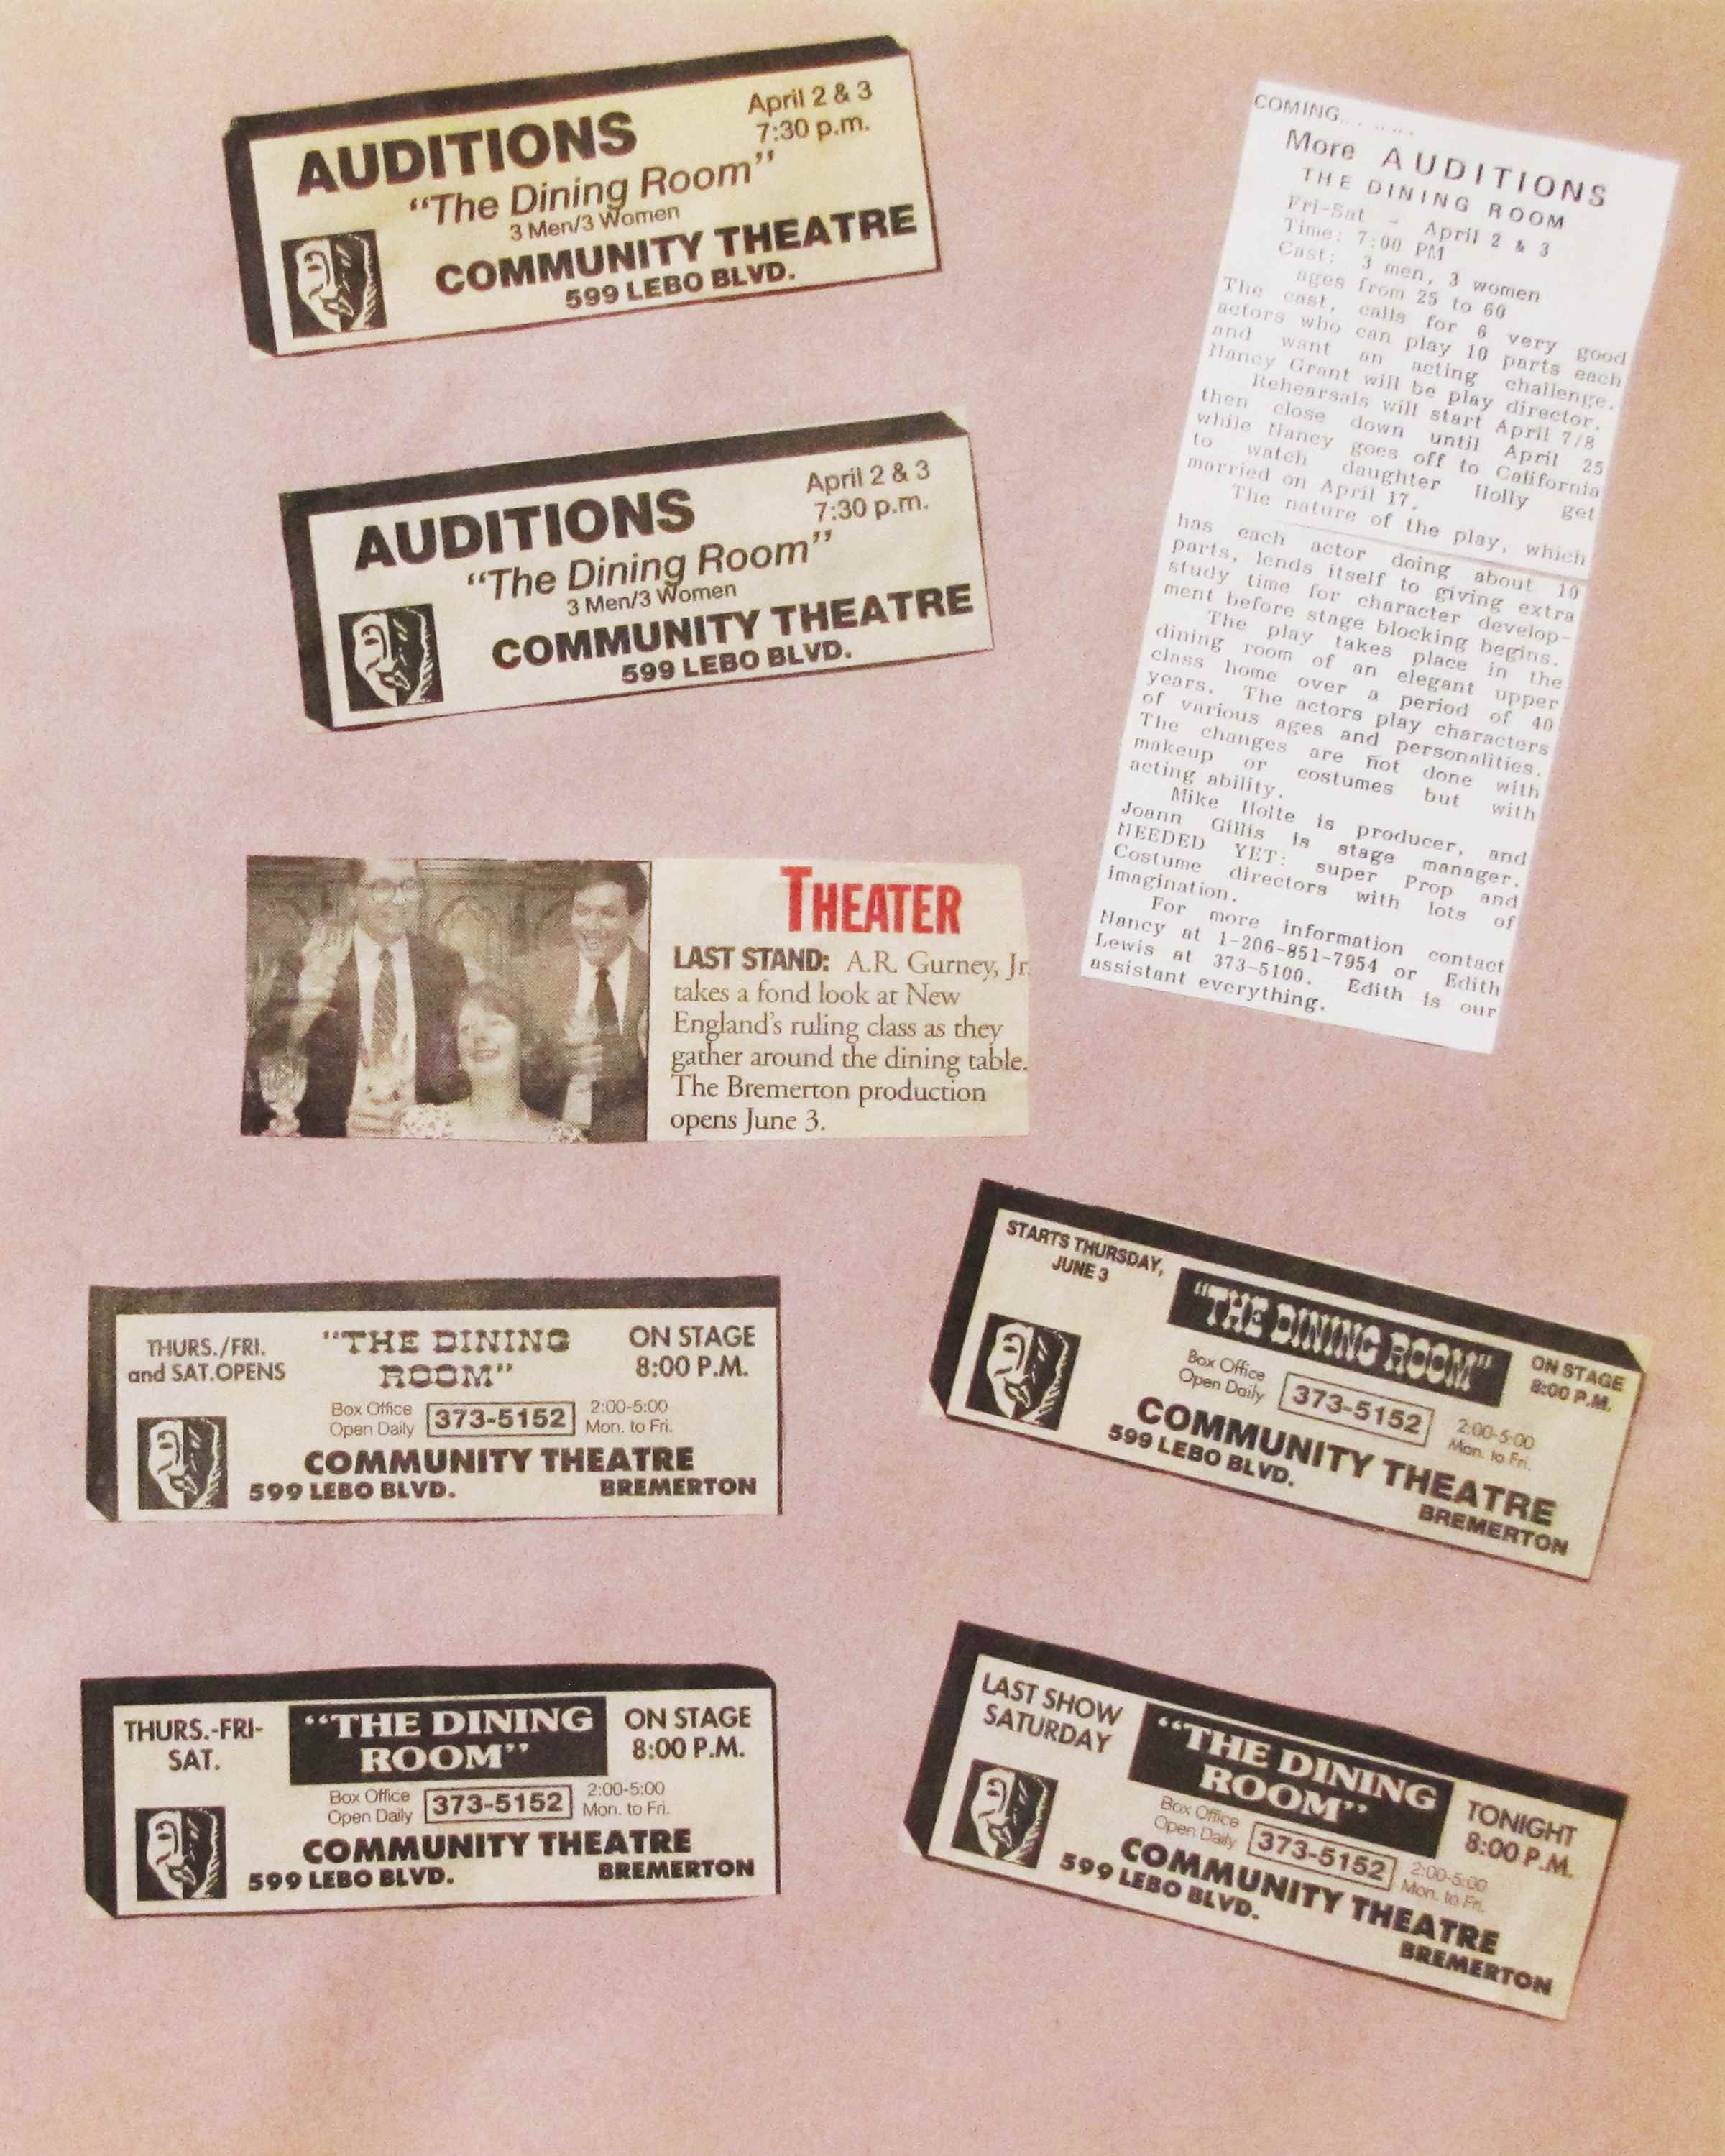 AUDITIONS
April 2 & 3
7:30 p.m.
"The Dining Room"
3 Men/3 Women
COMMUNITY THEATRE
599 LEBO BLVD.
AUDITIONS
April 2 & 3
7:30 p.m.
"The Dining Room"
3 Men/3 Women
COMMUNITY THEATRE
599 LEBO BLVD.
COMING.......
More AUDITIONS
THE DINING ROOM
Fri-Sat - April 2 & 3
Time: 7:00 PM
Cast: 3 men, 3 women
ages from 25 to 60
The cast, calls for 6 very good
actors who can play 10 parts each
and want an acting challenge.
Nancy Grant will be play director.
Rehearsals will start April 7/8
then close down until April 25
while Nancy goes off to California
to watch daughter Holly get
married on April 17.
The nature of the play, which
has each actor doing about 10
parts, lends itself to giving extra
study time for character develop-
ment before stage blocking begins.
The play takes place in the
dining room of an elegant upper
class home over a period of 40
years. The actors play characters
of various ages and personalities.
The changes are not done with
makeup or costumes but with
acting ability.
Mike Holte is producer, and
Joann Gillis is stage manager.
NEEDED YET: super Prop and
Costume directors with lots of
imagination.
For more information contact
Nancy at 1-206-851-7954 or Edith
Lewis at 373-5100. Edith is our
assistant everything.
THEATER
LAST STAND: A.R. Gurney, Jr.
takes a fond look at New
England's ruling class as they
gather around the dining table.
The Bremerton production
opens June 3.
THURS./FRI.
and SAT.OPENS
"THE DINING
ROOM"
ON STAGE
8:00 P.M.
Box Office
Open Daily
373-5152
2:00-5:00
Mon. to Fri.
COMMUNITY THEATRE
599 LEBO BLVD. BREMERTON
STARTS THURSDAY,
JUNE 3
"THE DINING ROOM"
ON STAGE
8:00 P.M.
Box Office
Open Daily
373-5152
2:00-5:00
Mon. to Fri.
COMMUNITY THEATRE
599 LEBO BLVD. BREMERTON
THURS.-FRI-
SAT.
"THE DINING
ROOM"
ON STAGE
8:00 P.M.
Box Office
Open Daily
373-5152
2:00-5:00
Mon. to Fri.
COMMUNITY THEATRE
599 LEBO BLVD. BREMERTON
LAST SHOW
SATURDAY
"THE DINING
ROOM"
TONIGHT
8:00 P.M.
Box Office
Open Daily
373-5152
2:00-5:00
Mon. to Fri.
COMMUNITY THEATRE
599 LEBO BLVD. BREMERTON